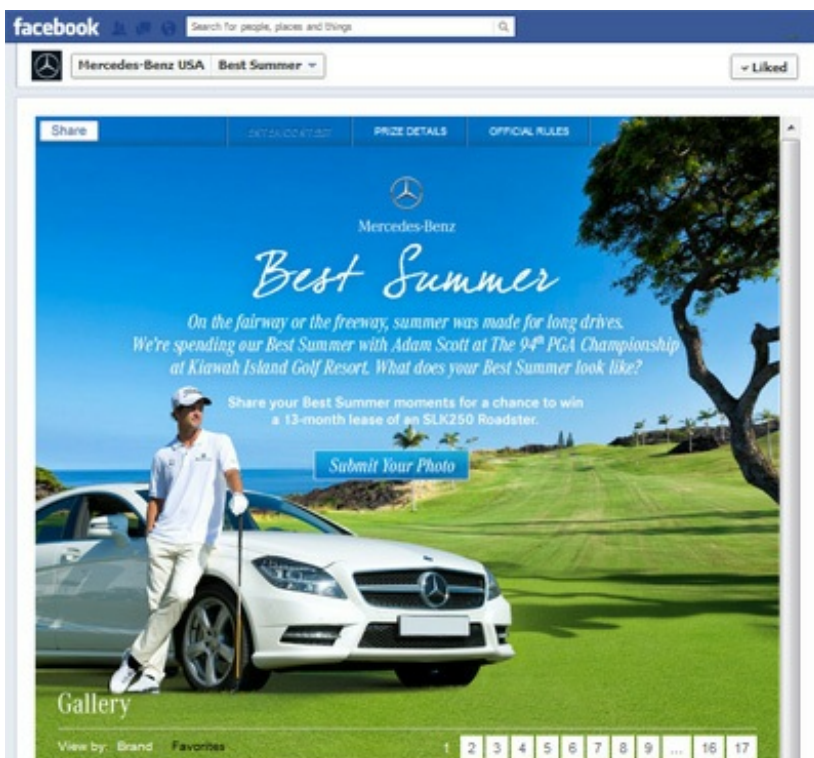 facebook
Search for people, places and things
Mercedes-Benz USA Best Summer
Liked
Share
PRIZE DETAILS
OFFICIAL RULES
Mercedes-Benz
Best Summer
On the fairway or the freeway, summer was made for long drives.
We're spending our Best Summer with Adam Scott at The 94th PGA Championship
at Kiawah Island Golf Resort. What does your Best Summer look like?
Share your Best Summer moments for a chance to win
a 13-month lease of an SLK250 Roadster.
Submit Your Photo
Gallery
View by: Brand Favorites
1 2 3 4 5 6 7 8 9 ... 16 17